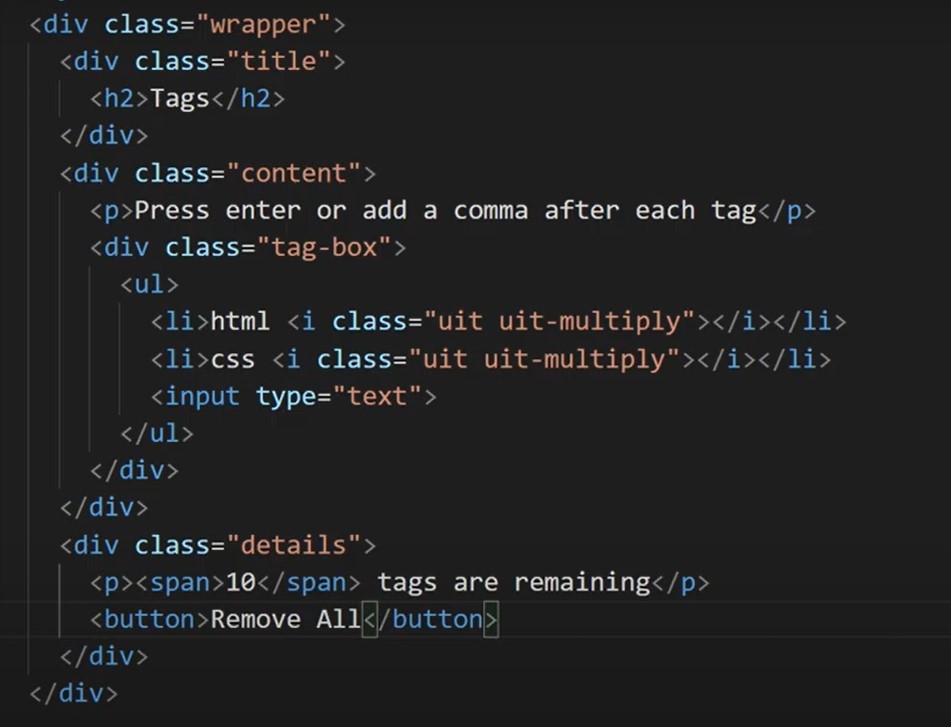 <div class="wrapper">
<div class="title">
<h2>Tags</h2>
</div>
<div class="content">
<p>Press enter or add a comma after each tag</p>
<div class="tag-box">
<ul>
<li>html <i class="uit uit-multiply"></i></li>
<li>css <i class="uit uit-multiply"></i></li>
<input type="text">
</ul>
</div>
</div>
<div class="details">
<p><span>10</span> tags are remaining</p>
<button>Remove All</button>
</div>
</div>